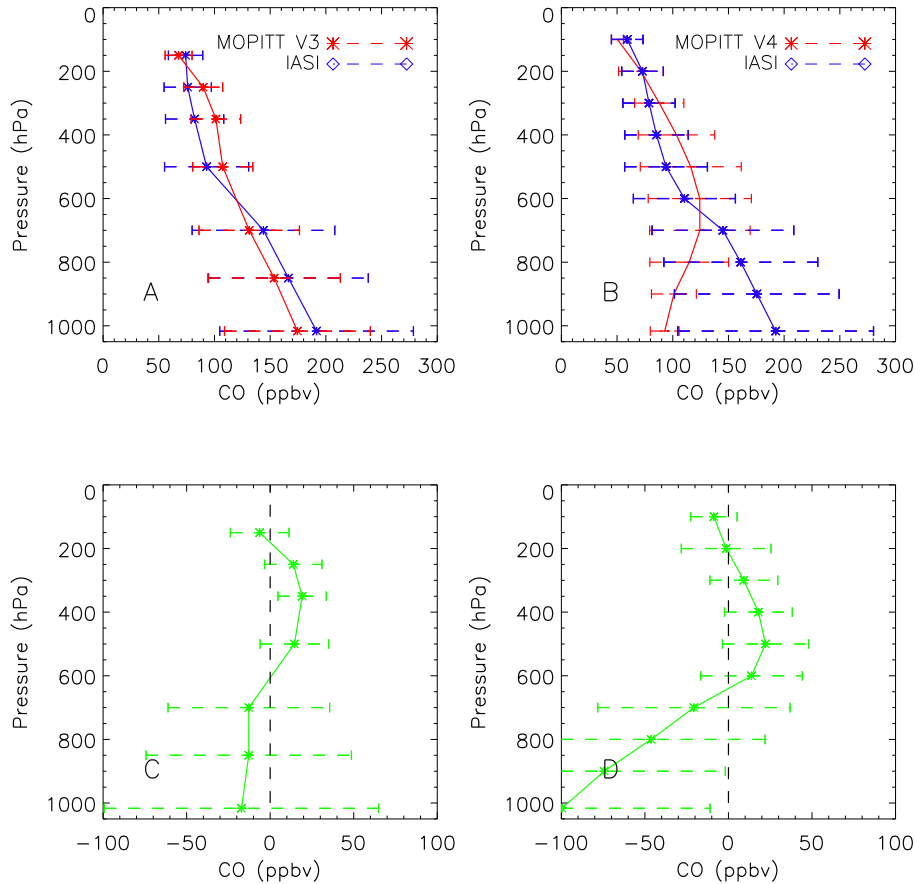 MOPITT V3
IASI
0
200
400
600
800
1000
Pressure (hPa)
A
0 50 100 150 200 250 300
CO (ppbv)
MOPITT V4
IASI
0
200
400
600
800
1000
Pressure (hPa)
B
0 50 100 150 200 250 300
CO (ppbv)
0
200
400
600
800
1000
Pressure (hPa)
C
−100 −50 0 50 100
CO (ppbv)
0
200
400
600
800
1000
Pressure (hPa)
D
−100 −50 0 50 100
CO (ppbv)